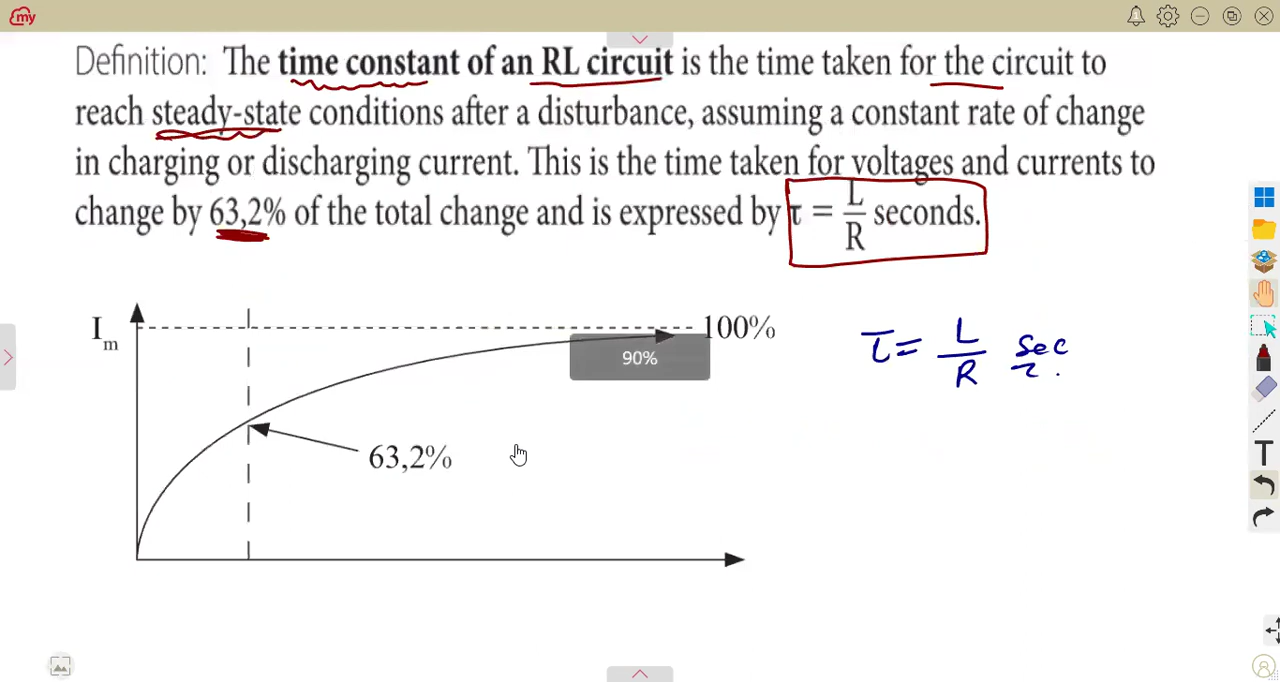 my
Definition: The time constant of an RL circuit is the time taken for the circuit to
reach steady-state conditions after a disturbance, assuming a constant rate of change
in charging or discharging current. This is the time taken for voltages and currents to
change by 63,2% of the total change and is expressed by τ = L/R seconds.
I_m
100%
90%
τ = L/R sec
63,2%
T